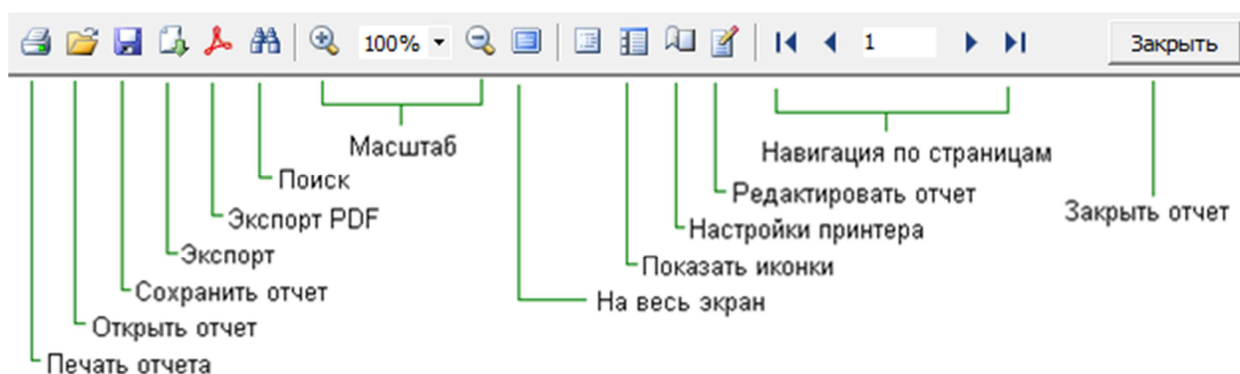 100% 1 Закрыть
Масштаб
Навигация по страницам
Поиск
Редактировать отчет
Закрыть отчет
Экспорт PDF
Настройки принтера
Экспорт
Показать иконки
Сохранить отчет
На весь экран
Открыть отчет
Печать отчета